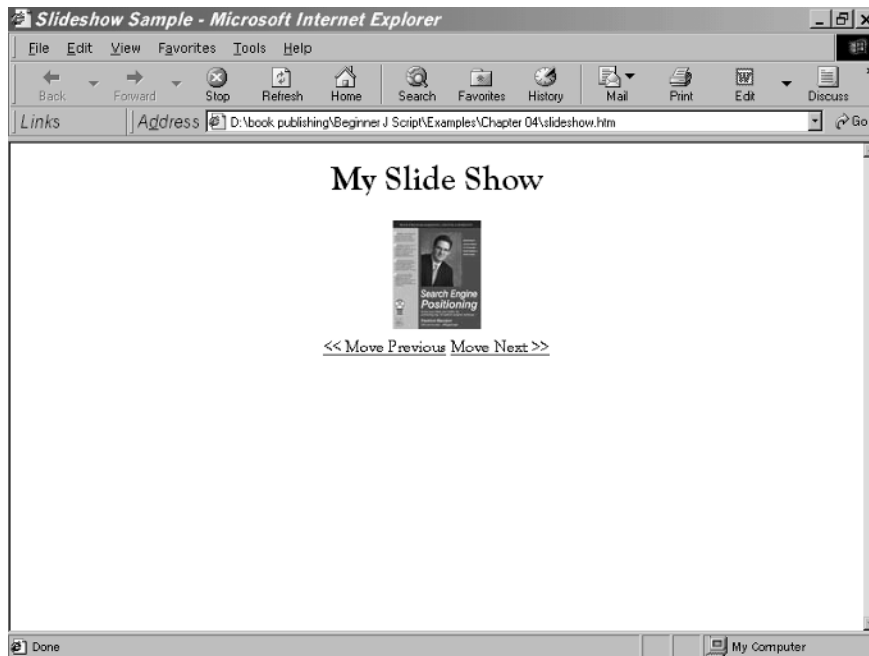 Slideshow Sample - Microsoft Internet Explorer
File Edit View Favorites Tools Help
Back Forward Stop Refresh Home Search Favorites History Mail Print Edit Discuss
Links Address D:\book publishing\Beginner J Script\Examples\Chapter 04\slideshow.htm Go
My Slide Show
Search Engine
Positioning
<< Move Previous Move Next >>
Done My Computer